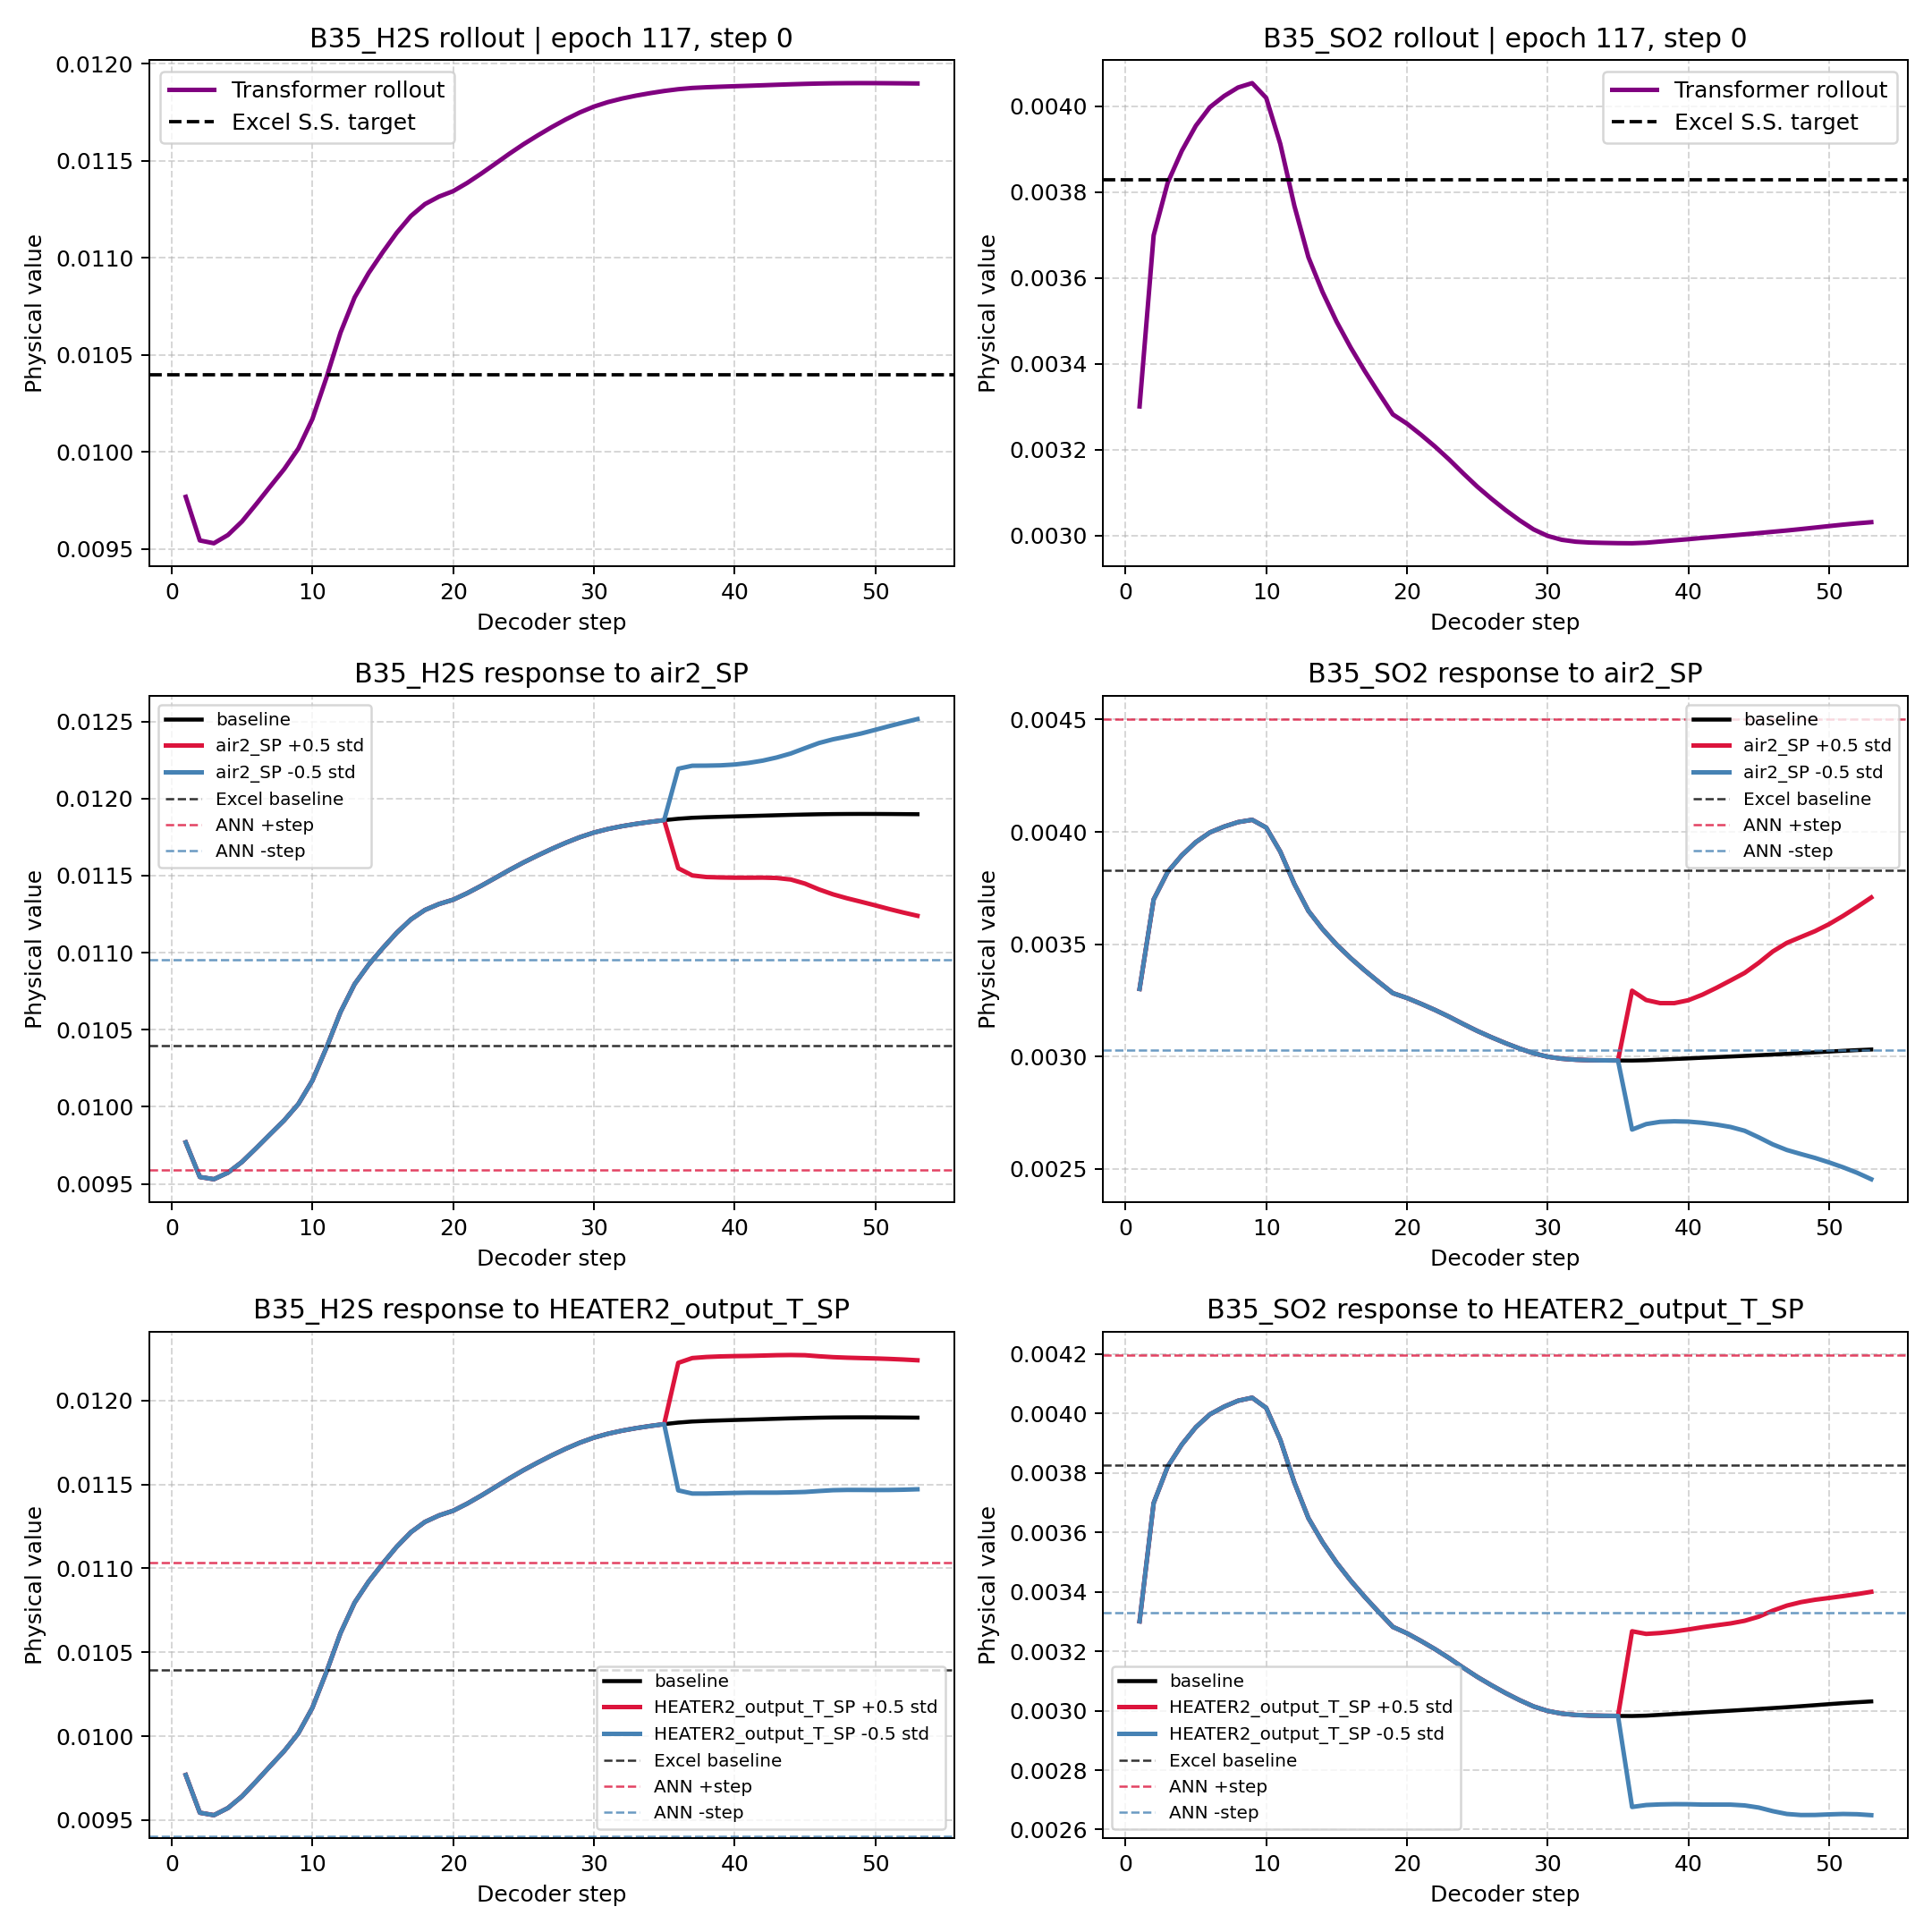 B35_H2S rollout | epoch 117, step 0
Physical value
0.0120
0.0115
0.0110
0.0105
0.0100
0.0095
Transformer rollout
Excel S.S. target
0 10 20 30 40 50
Decoder step
B35_SO2 rollout | epoch 117, step 0
Physical value
0.0040
0.0038
0.0036
0.0034
0.0032
0.0030
Transformer rollout
Excel S.S. target
0 10 20 30 40 50
Decoder step
B35_H2S response to air2_SP
Physical value
0.0125
0.0120
0.0115
0.0110
0.0105
0.0100
0.0095
baseline
air2_SP +0.5 std
air2_SP -0.5 std
Excel baseline
ANN +step
ANN -step
0 10 20 30 40 50
Decoder step
B35_SO2 response to air2_SP
Physical value
0.0045
0.0040
0.0035
0.0030
0.0025
baseline
air2_SP +0.5 std
air2_SP -0.5 std
Excel baseline
ANN +step
ANN -step
0 10 20 30 40 50
Decoder step
B35_H2S response to HEATER2_output_T_SP
Physical value
0.0120
0.0115
0.0110
0.0105
0.0100
0.0095
baseline
HEATER2_output_T_SP +0.5 std
HEATER2_output_T_SP -0.5 std
Excel baseline
ANN +step
ANN -step
0 10 20 30 40 50
Decoder step
B35_SO2 response to HEATER2_output_T_SP
Physical value
0.0042
0.0040
0.0038
0.0036
0.0034
0.0032
0.0030
0.0028
0.0026
baseline
HEATER2_output_T_SP +0.5 std
HEATER2_output_T_SP -0.5 std
Excel baseline
ANN +step
ANN -step
0 10 20 30 40 50
Decoder step